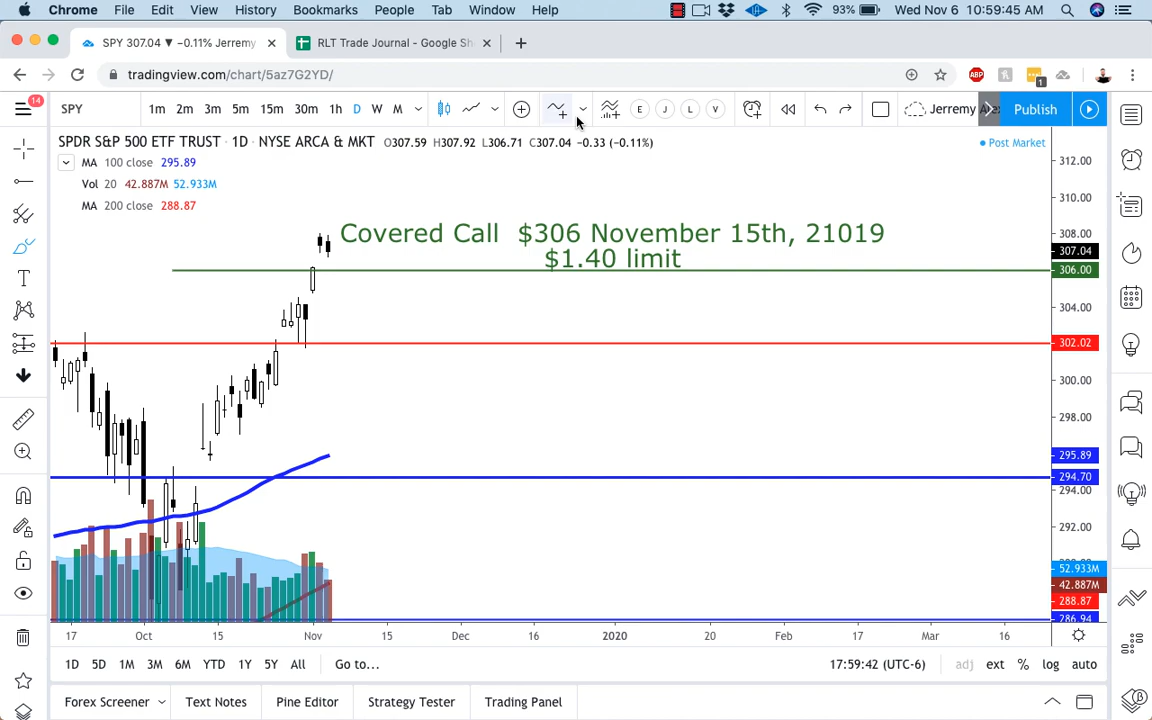 Chrome File Edit View History Bookmarks People Tab Window Help 93% Wed Nov 6 10:59:45 AM
SPY 307.04 ▼ −0.11% Jerremy × RLT Trade Journal - Google Sh × +
tradingview.com/chart/5az7G2YD/
ABP 1
14 SPY 1m 2m 3m 5m 15m 30m 1h D W M E J L V Jerremy Publish
SPDR S&P 500 ETF TRUST · 1D · NYSE ARCA & MKT O307.59 H307.92 L306.71 C307.04 −0.33 (−0.11%) Post Market
MA 100 close 295.89
Vol 20 42.887M 52.933M
MA 200 close 288.87
Covered Call $306 November 15th, 21019
$1.40 limit
312.00
310.00
308.00
307.04
306.00
304.00
302.02
300.00
298.00
295.89
294.70
294.00
292.00
52.933M
42.887M
288.87
286.94
17 Oct 15 Nov 15 Dec 16 2020 20 Feb 17 Mar 16
1D 5D 1M 3M 6M YTD 1Y 5Y All Go to... 17:59:42 (UTC-6) adj ext % log auto
Forex Screener Text Notes Pine Editor Strategy Tester Trading Panel